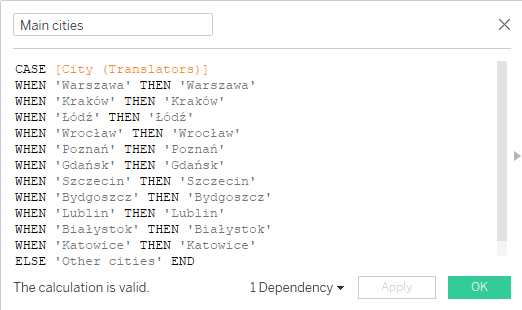 Main cities
CASE [City (Translators)]
WHEN 'Warszawa' THEN 'Warszawa'
WHEN 'Kraków' THEN 'Kraków'
WHEN 'Łódź' THEN 'Łódź'
WHEN 'Wrocław' THEN 'Wrocław'
WHEN 'Poznań' THEN 'Poznań'
WHEN 'Gdańsk' THEN 'Gdańsk'
WHEN 'Szczecin' THEN 'Szczecin'
WHEN 'Bydgoszcz' THEN 'Bydgoszcz'
WHEN 'Lublin' THEN 'Lublin'
WHEN 'Białystok' THEN 'Białystok'
WHEN 'Katowice' THEN 'Katowice'
ELSE 'Other cities' END
The calculation is valid. 1 Dependency Apply OK